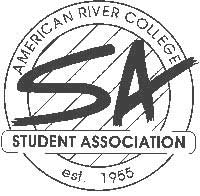 AMERICAN RIVER COLLEGE
SA
STUDENT ASSOCIATION
est. 1955